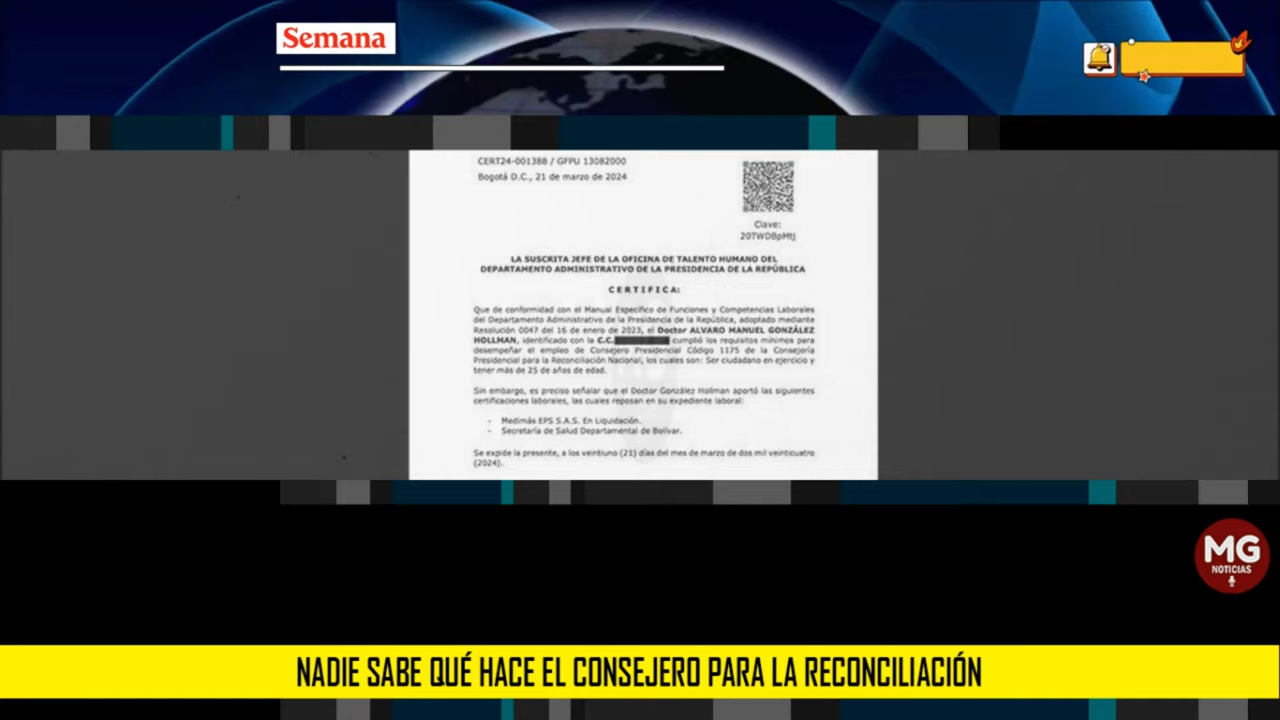 Semana
CERT24-001388 / GFPU 13082000
Bogotá D.C., 21 de marzo de 2024
Clave:
20TWDBpMtj
LA SUSCRITA JEFE DE LA OFICINA DE TALENTO HUMANO DEL
DEPARTAMENTO ADMINISTRATIVO DE LA PRESIDENCIA DE LA REPÚBLICA
CERTIFICA:
Que de conformidad con el Manual Específico de Funciones y Competencias Laborales
del Departamento Administrativo de la Presidencia de la República, adoptado mediante
Resolución 0047 del 16 de enero de 2023, el Doctor ALVARO MANUEL GONZÁLEZ
HOLLMAN, identificado con la C.C. cumplió los requisitos mínimos para
desempeñar el empleo de Consejero Presidencial Código 1175 de la Consejería
Presidencial para la Reconciliación Nacional, los cuales son: Ser ciudadano en ejercicio y
tener más de 25 de años de edad.
Sin embargo, es preciso señalar que el Doctor González Hollman aportó las siguientes
certificaciones laborales, las cuales reposan en su expediente laboral:
- Medimás EPS S.A.S. En Liquidación.
- Secretaría de Salud Departamental de Bolívar.
Se expide la presente, a los veintiuno (21) días del mes de marzo de dos mil veinticuatro
(2024).
MG
NOTICIAS
NADIE SABE QUÉ HACE EL CONSEJERO PARA LA RECONCILIACIÓN